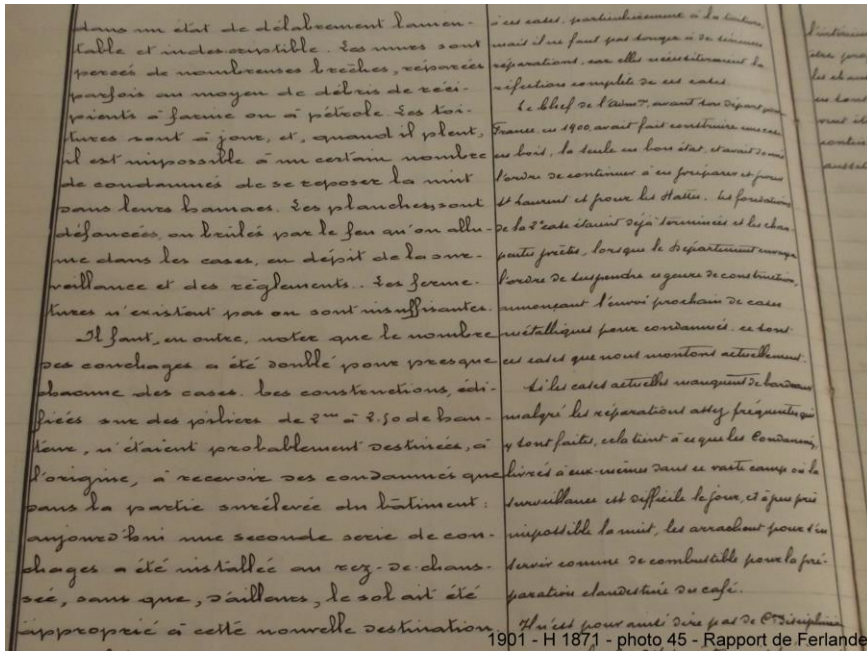 dans un état de délabrement lamen-
table et indescriptible. Les murs sont
percés de nombreuses brèches, réparées
parfois au moyen de débris de réci-
pients à farine ou à pétrole. Les toi-
tures sont à jour, et, quand il pleut,
il est impossible à un certain nombre
de condamnés de se reposer la nuit
dans leurs hamacs. Les planches sont
défoncées, ou brûlés par le feu qu'on allu-
me dans les cases, en dépit de la sur-
veillance et des règlements. Les ferme-
tures n'existent pas ou sont insuffisantes.
Il faut, en outre, noter que le nombre
des couchages a été doublé pour presque
chacune des cases. Les constructions, édi-
fiées sur des piliers de 2m à 2.50 de hau-
teur, n'étaient probablement destinées, à
l'origine, à recevoir des condamnés que
dans la partie surélevée du bâtiment :
aujourd'hui une seconde serie de cou-
chages a été installée au rez-de-chaus-
sée, sans que, d'ailleurs, le sol ait été
approprié à cette nouvelle destination.
à ces cases, particulièrement à la toiture,
mais il ne faut pas songer à de sérieuses
réparations, car elles nécessiteraient la
réfection complète de ces cases.
Le Chef de l'Admon, avant son départ pour
France en 1900, avait fait construire une case
en bois, la seule en bon état, et avait donné
l'ordre de continuer à en préparer et pour
St Laurent et pour les Hattes. Les fondations
de la 2e case étaient déjà terminées et les char-
pentes prêtes, lorsque le Département envoya
l'ordre de suspendre ce genre de construction,
annonçant l'envoi prochain de cases
métalliques pour condamnés. ce sont
ces cases que nous montons actuellement.
Si les cases actuelles manquent de bardeaux
malgré les réparations assez fréquentes qui
y sont faites, cela tient à ce que les Condamnés,
livrés à eux-mêmes dans ce vaste camp où la
surveillance est difficile le jour, et à peu près
impossible la nuit, les arrachent pour s'en
servir comme de combustible pour la pré-
paration clandestine du café.
Il n'est pour ainsi dire pas de Cie Discipline
l'intérieur
les cham
1901 - H 1871 - photo 45 - Rapport de Ferlande